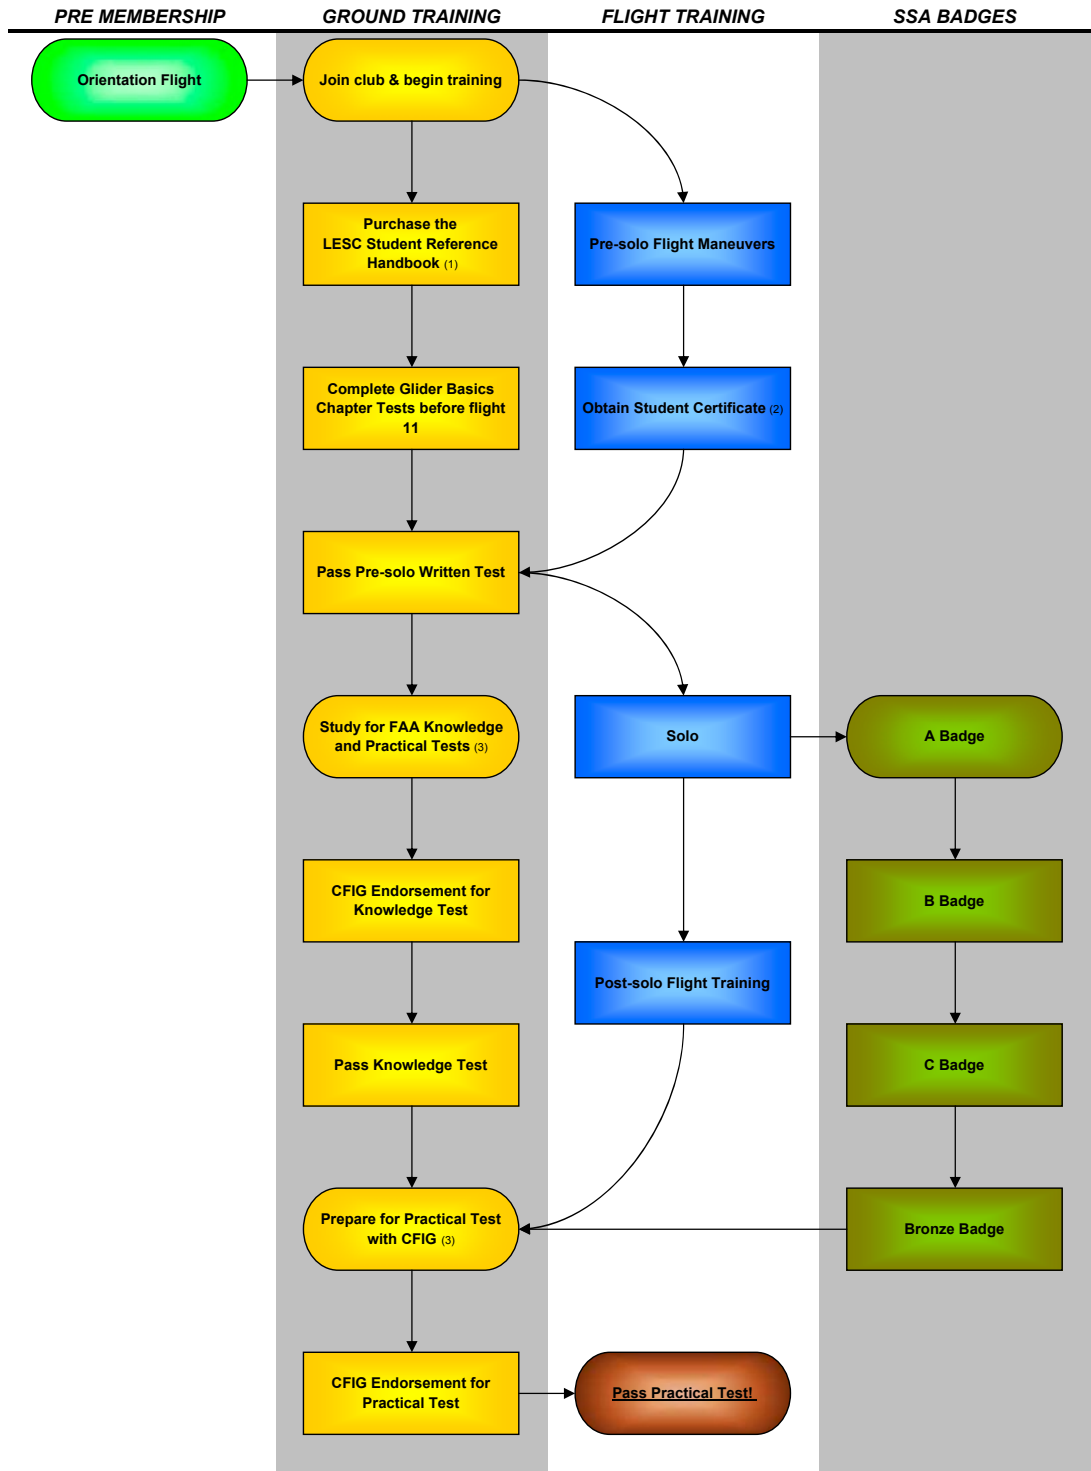 PRE MEMBERSHIP
GROUND TRAINING
FLIGHT TRAINING
SSA BADGES
Orientation Flight
Join club & begin training
Purchase the
LESC Student Reference
Handbook (1)
Pre-solo Flight Maneuvers
Complete Glider Basics
Chapter Tests before flight
11
Obtain Student Certificate (2)
Pass Pre-solo Written Test
Study for FAA Knowledge
and Practical Tests (3)
Solo
A Badge
CFIG Endorsement for
Knowledge Test
B Badge
Post-solo Flight Training
Pass Knowledge Test
C Badge
Prepare for Practical Test
with CFIG (3)
Bronze Badge
CFIG Endorsement for
Practical Test
Pass Practical Test!